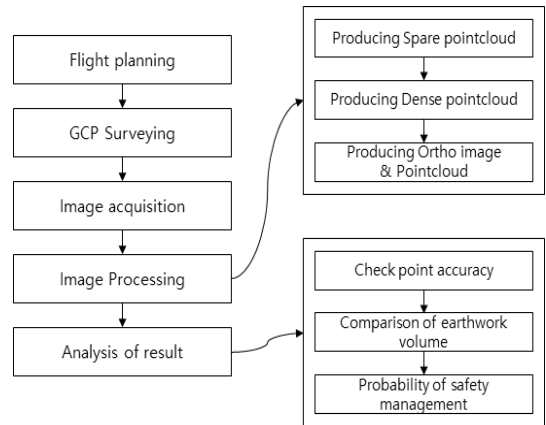 Flight planning
GCP Surveying
Image acquisition
Image Processing
Analysis of result
Producing Spare pointcloud
Producing Dense pointcloud
Producing Ortho image
& Pointcloud
Check point accuracy
Comparison of earthwork
volume
Probability of safety
management